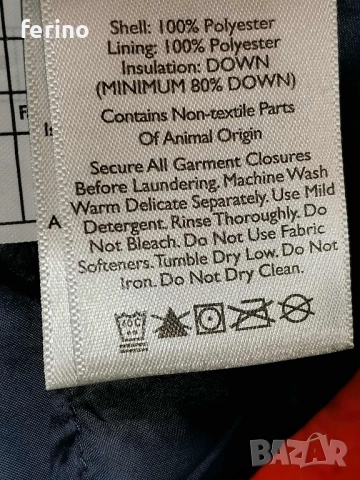 ferino
Shell: 100% Polyester
Lining: 100% Polyester
Insulation: DOWN
(MINIMUM 80% DOWN)
Contains Non-textile Parts
Of Animal Origin
Secure All Garment Closures
Before Laundering. Machine Wash
Warm Delicate Separately. Use Mild
Detergent. Rinse Thoroughly. Do
Not Bleach. Do Not Use Fabric
Softeners. Tumble Dry Low. Do Not
Iron. Do Not Dry Clean.
A
40C
BAZAR